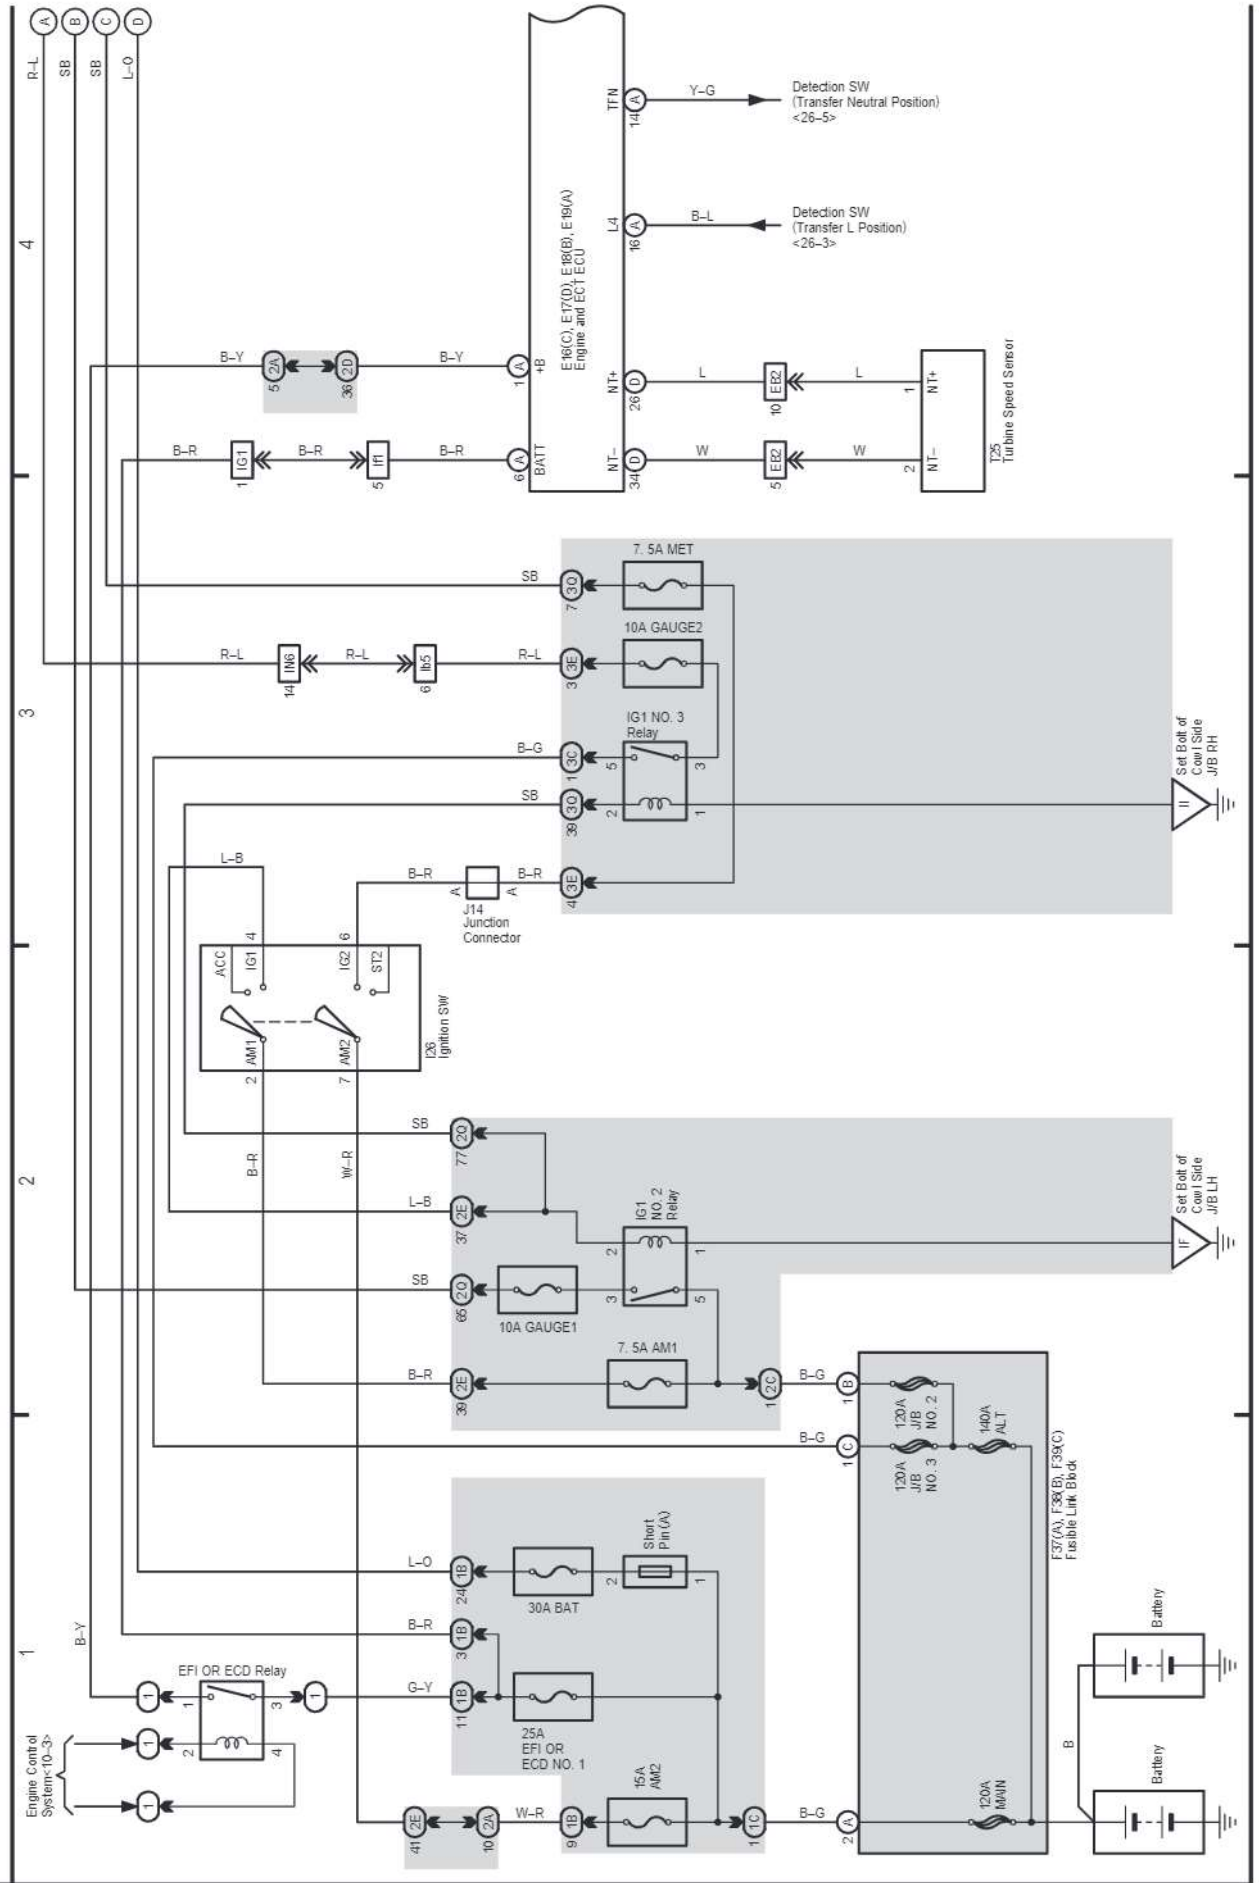 A
B
C
D
R-L
SB
SB
L-O
4
3
2
1
Y-G
TFN
14
A
Detection SW
(Transfer Neutral Position)
<26-5>
B-L
L4
16
A
Detection SW
(Transfer L Position)
<26-3>
E16(C), E17(D), E18(B), E19(A)
Engine and ECT ECU
B-Y
5
2A
36
2D
B-Y
1
A
+B
B-R
1
IG1
B-R
5
If1
B-R
6
A
BATT
NT+
26
D
L
10
EB2
L
1
NT+
NT-
34
D
W
5
EB2
W
2
NT-
T25
Turbine Speed Sensor
SB
7
3Q
7. 5A MET
R-L
14
IN6
R-L
6
Ib5
R-L
3
3E
10A GAUGE2
B-G
1
3C
IG1 NO. 3
Relay
5
3
SB
39
3Q
2
1
B-R
A
A
B-R
4
3E
J14
Junction
Connector
II
Set Bolt of
Cowl Side
J/B RH
L-B
ACC
IG1
4
IG2
6
ST2
AM1
2
AM2
7
I26
Ignition SW
B-R
W-R
SB
77
2Q
L-B
37
2E
IG1
NO. 2
Relay
2
1
3
5
SB
65
2Q
10A GAUGE1
B-R
39
2E
7. 5A AM1
1
2C
B-G
1
B
IF
Set Bolt of
Cowl Side
J/B LH
B-G
1
C
120A
J/B
NO. 2
120A
J/B
NO. 3
140A
ALT
F37(A), F38(B), F39(C)
Fusible Link Block
L-O
24
1B
30A BAT
2
1
Short
Pin(A)
B-R
3
1B
G-Y
11
1B
25A
EFI OR
ECD NO. 1
B-Y
EFI OR ECD Relay
1
1
3
1
Engine Control
System<10-3>
1
2
4
1
41
2E
10
2A
W-R
9
1B
15A
AM2
1
1C
B-G
2
A
120A
MAIN
B
Battery
Battery